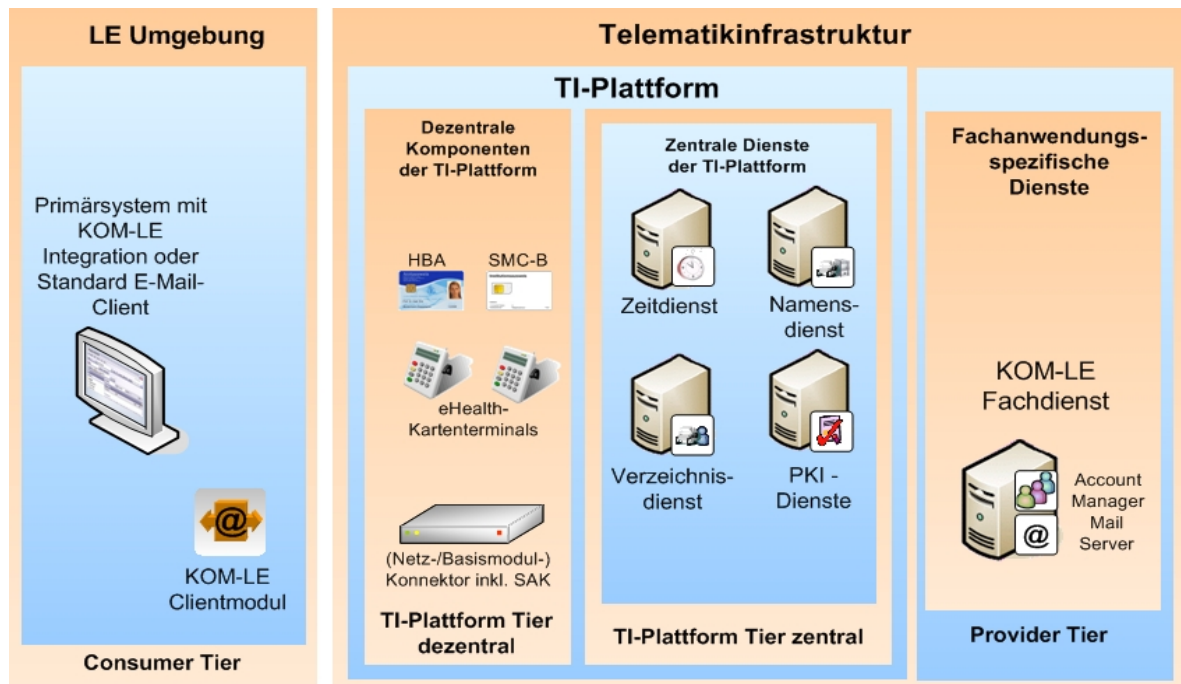 LE Umgebung
Primärsystem mit
KOM-LE
Integration oder
Standard E-Mail-
Client
@
KOM-LE
Clientmodul
Consumer Tier
Telematikinfrastruktur
TI-Plattform
Dezentrale
Komponenten
der TI-Plattform
HBA
SMC-B
eHealth-
Kartenterminals
(Netz-/Basismodul-)
Konnektor inkl. SAK
TI-Plattform Tier
dezentral
Zentrale Dienste
der TI-Plattform
Zeitdienst
Namens-
dienst
Verzeichnis-
dienst
PKI -
Dienste
TI-Plattform Tier zentral
Fachanwendungs-
spezifische
Dienste
KOM-LE
Fachdienst
Account
Manager
Mail
Server
@
Provider Tier